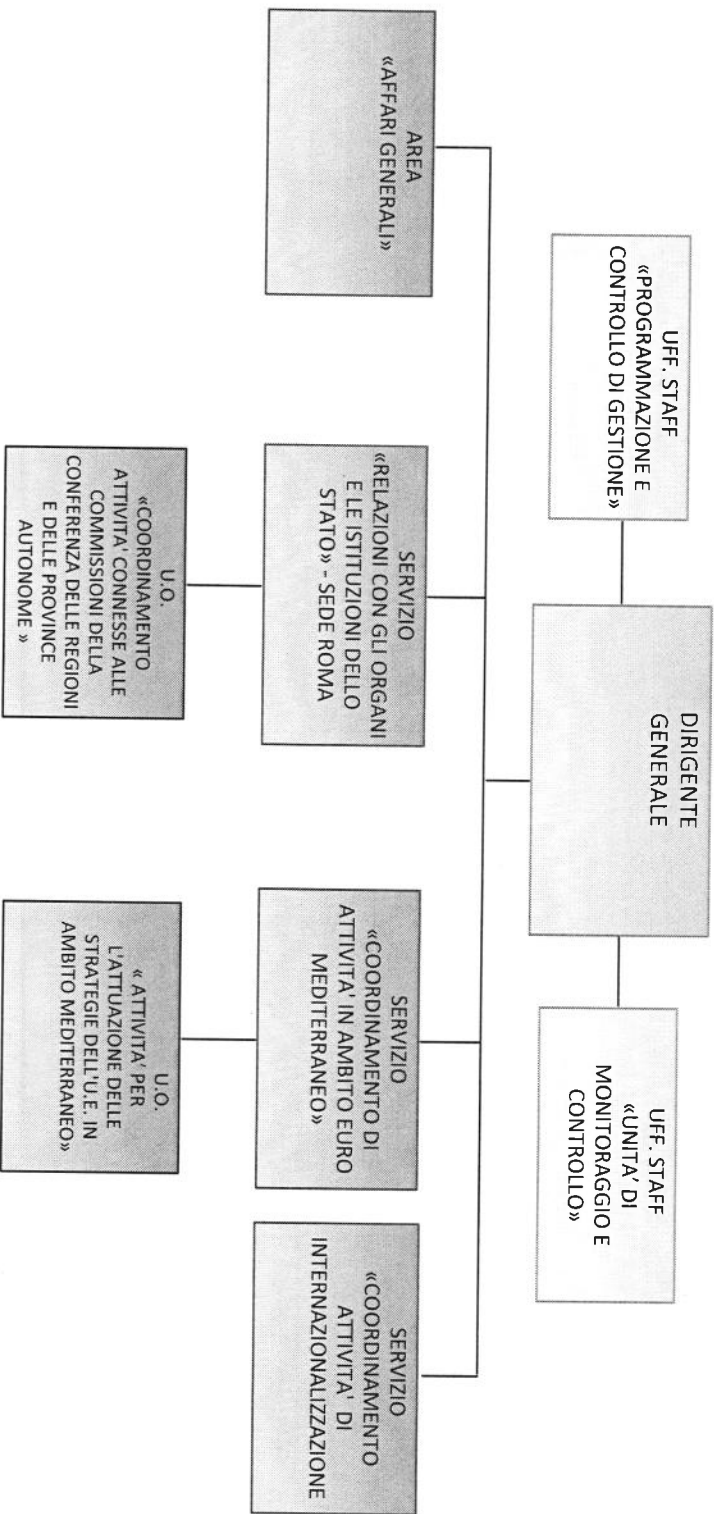 DIRIGENTE
GENERALE
UFF. STAFF
«PROGRAMMAZIONE E
CONTROLLO DI GESTIONE»
UFF. STAFF
«UNITA' DI
MONITORAGGIO E
CONTROLLO»
AREA
«AFFARI GENERALI»
SERVIZIO
«RELAZIONI CON GLI ORGANI
E LE ISTITUZIONI DELLO
STATO» - SEDE ROMA
SERVIZIO
«COORDINAMENTO DI
ATTIVITA' IN AMBITO EURO
MEDITERRANEO»
SERVIZIO
«COORDINAMENTO
ATTIVITA' DI
INTERNAZIONALIZZAZIONE
U.O.
«COORDINAMENTO
ATTIVITA' CONNESSE ALLE
COMMISSIONI DELLA
CONFERENZA DELLE REGIONI
E DELLE PROVINCE
AUTONOME »
U.O.
« ATTIVITA' PER
L'ATTUAZIONE DELLE
STRATEGIE DELL'U.E. IN
AMBITO MEDITERRANEO»